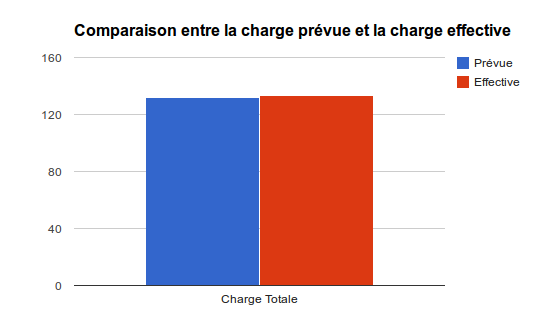 Comparaison entre la charge prévue et la charge effective
160
120
80
40
0
Charge Totale
Prévue
Effective